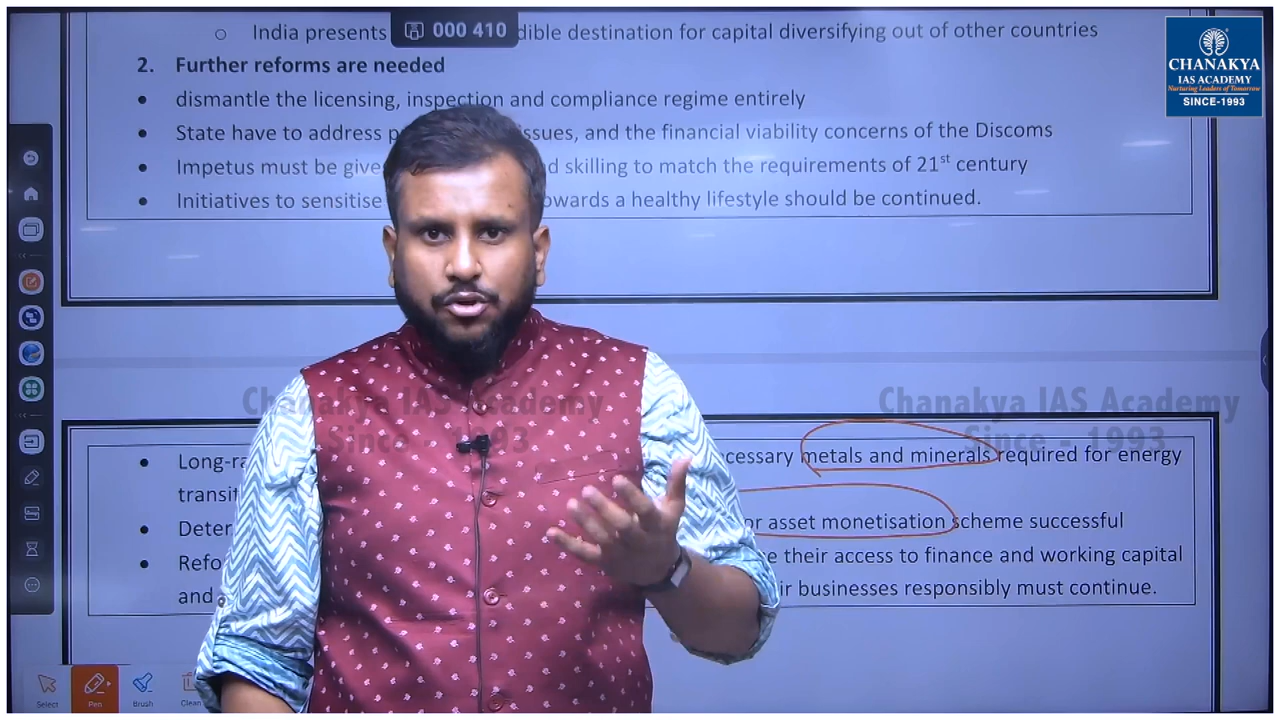 India presents
000 410
dible destination for capital diversifying out of other countries
2. Further reforms are needed
dismantle the licensing, inspection and compliance regime entirely
State have to address p issues, and the financial viability concerns of the Discoms
Impetus must be give d skilling to match the requirements of 21st century
Initiatives to sensitise owards a healthy lifestyle should be continued.
CHANAKYA
IAS ACADEMY
Nurturing Leaders of Tomorrow
SINCE-1993
Chanakya IAS Academy
Since - 1993
Chanakya IAS Academy
Since - 1993
Long-ra cessary metals and minerals required for energy
transit
Deter or asset monetisation scheme successful
Refo e their access to finance and working capital
and ir businesses responsibly must continue.
Select
Pen
Brush
Clean